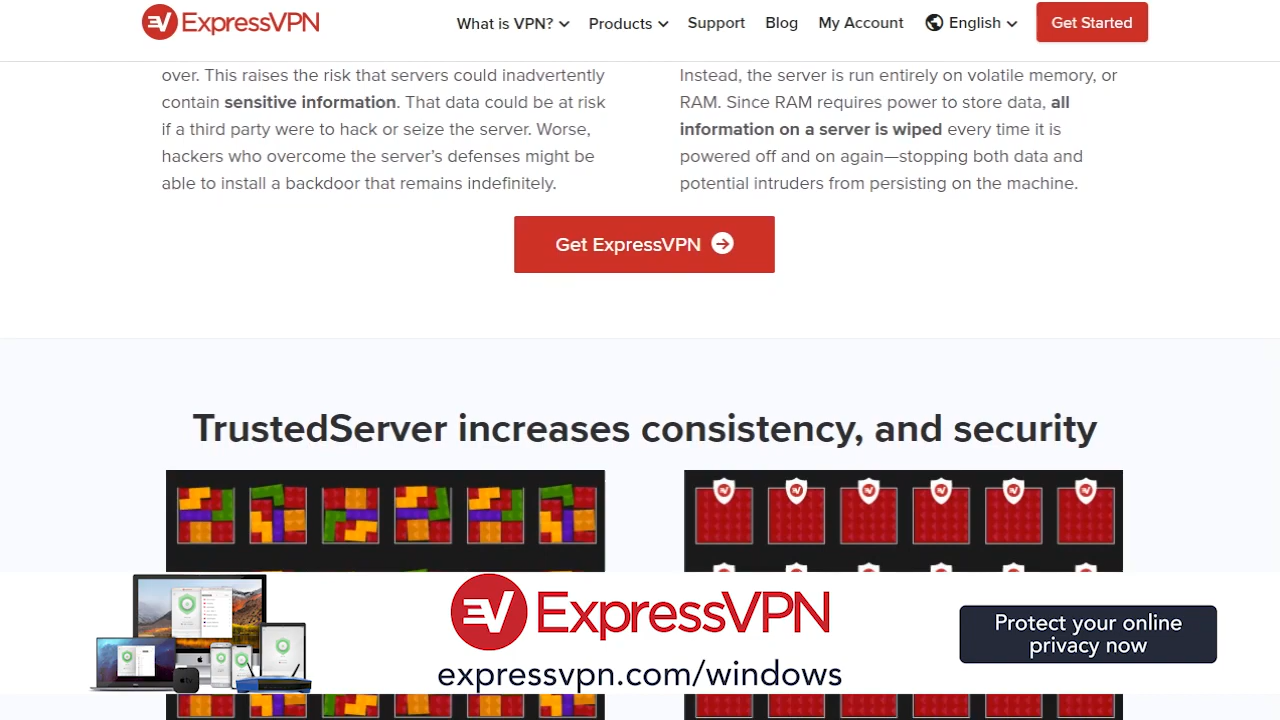 ExpressVPN
What is VPN?
Products
Support
Blog
My Account
English
Get Started
over. This raises the risk that servers could inadvertently
contain sensitive information. That data could be at risk
if a third party were to hack or seize the server. Worse,
hackers who overcome the server’s defenses might be
able to install a backdoor that remains indefinitely.
Instead, the server is run entirely on volatile memory, or
RAM. Since RAM requires power to store data, all
information on a server is wiped every time it is
powered off and on again—stopping both data and
potential intruders from persisting on the machine.
Get ExpressVPN
TrustedServer increases consistency, and security
ExpressVPN
expressvpn.com/windows
Protect your online
privacy now